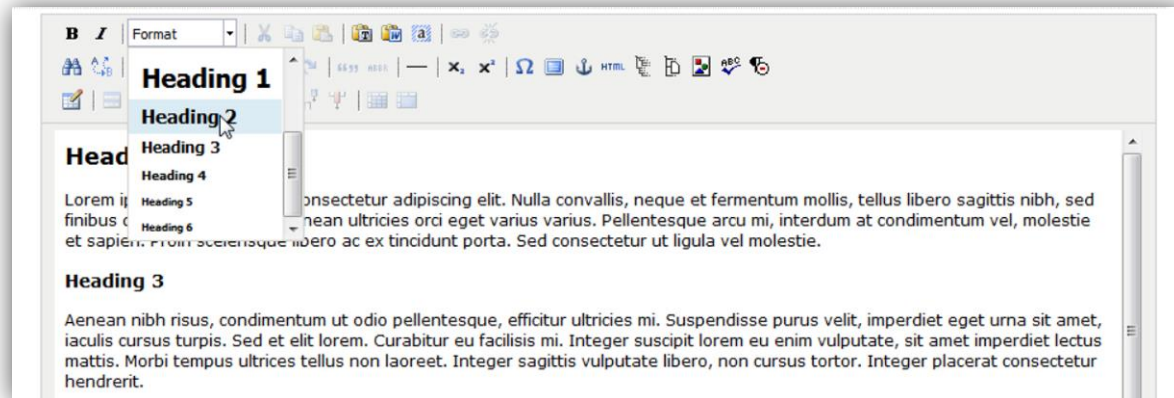 B I Format
HTML ABC
Heading 1
Heading 2
Heading 3
Heading 4
Heading 5
Heading 6
Head
Lorem onsectetur adipiscing elit. Nulla convallis, neque et fermentum mollis, tellus libero sagittis nibh, sed
finibus nean ultricies orci eget varius varius. Pellentesque arcu mi, interdum at condimentum vel, molestie
et sapien. Proin scelerisque libero ac ex tincidunt porta. Sed consectetur ut ligula vel molestie.
Heading 3
Aenean nibh risus, condimentum ut odio pellentesque, efficitur ultricies mi. Suspendisse purus velit, imperdiet eget urna sit amet,
iaculis cursus turpis. Sed et elit lorem. Curabitur eu facilisis mi. Integer suscipit lorem eu enim vulputate, sit amet imperdiet lectus
mattis. Morbi tempus ultrices tellus non laoreet. Integer sagittis vulputate libero, non cursus tortor. Integer placerat consectetur
hendrerit.